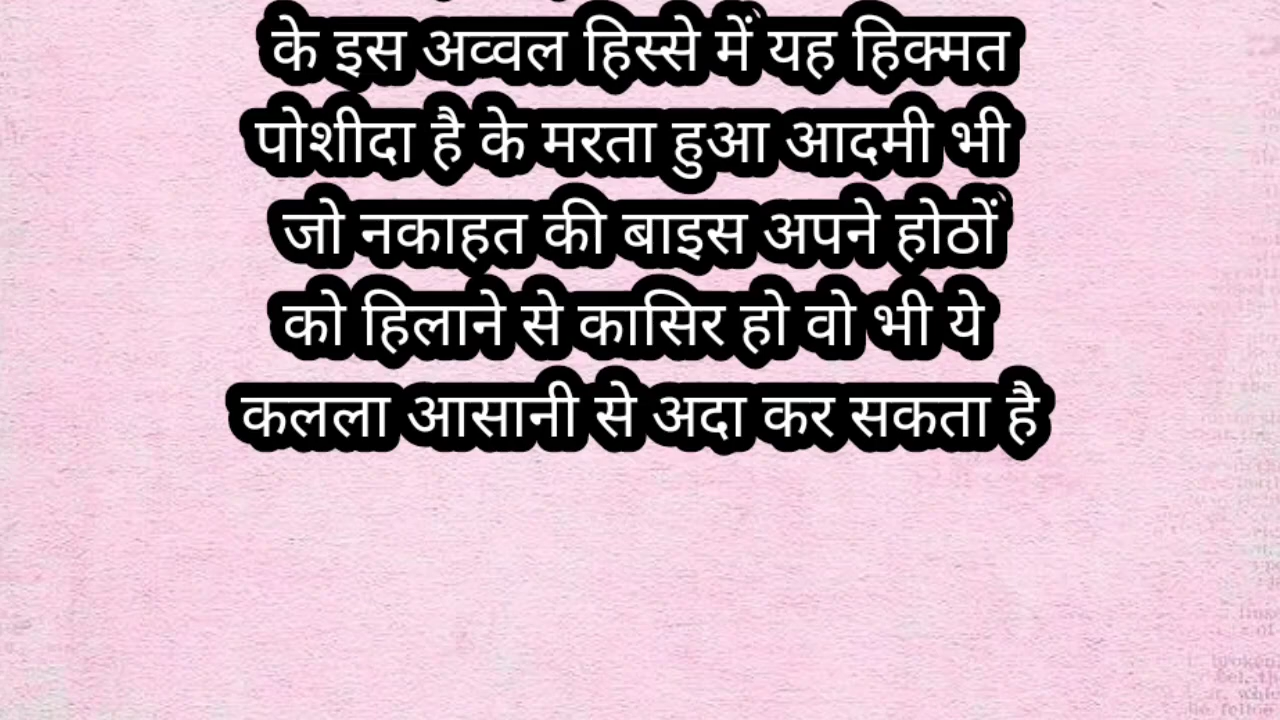 के इस अव्वल हिस्से में यह हिक्मत
पोशीदा है के मरता हुआ आदमी भी
जो नकाहत की बाइस अपने होठों
को हिलाने से कासिर हो वो भी ये
कलला आसानी से अदा कर सकता है